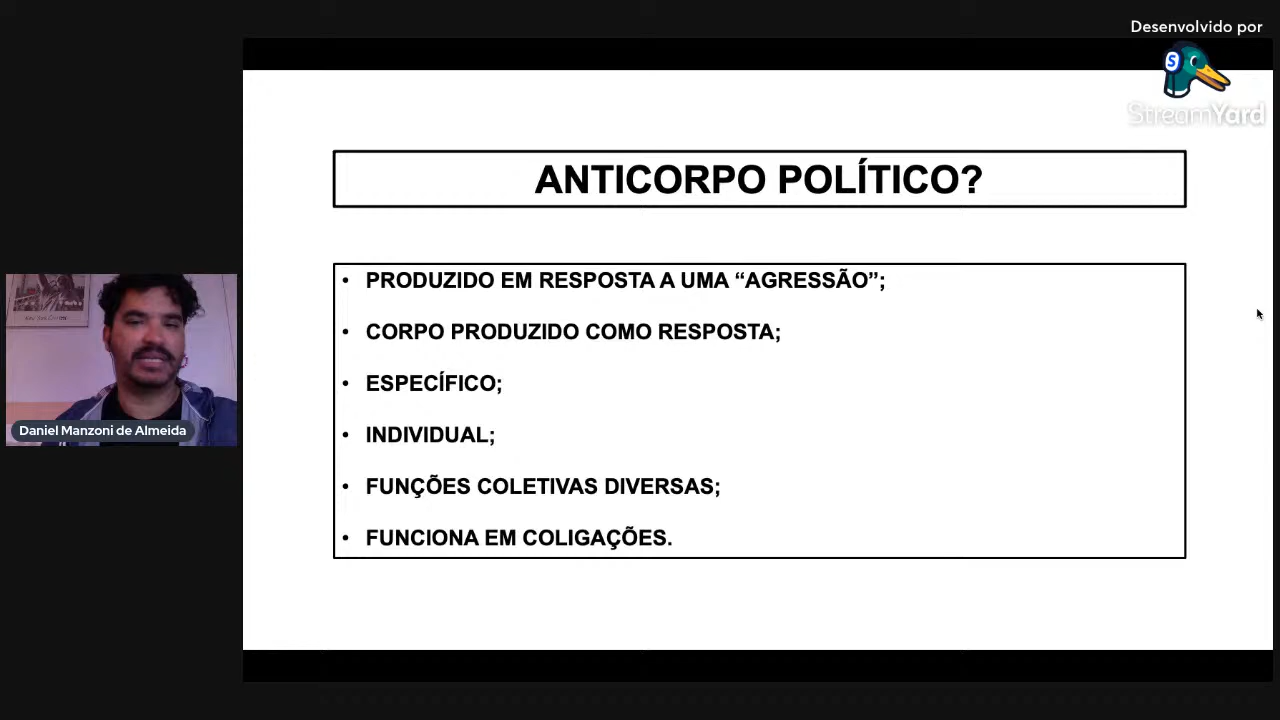 Desenvolvido por
StreamYard
ANTICORPO POLÍTICO?
• PRODUZIDO EM RESPOSTA A UMA “AGRESSÃO”;
• CORPO PRODUZIDO COMO RESPOSTA;
• ESPECÍFICO;
• INDIVIDUAL;
• FUNÇÕES COLETIVAS DIVERSAS;
• FUNCIONA EM COLIGAÇÕES.
Daniel Manzoni de Almeida